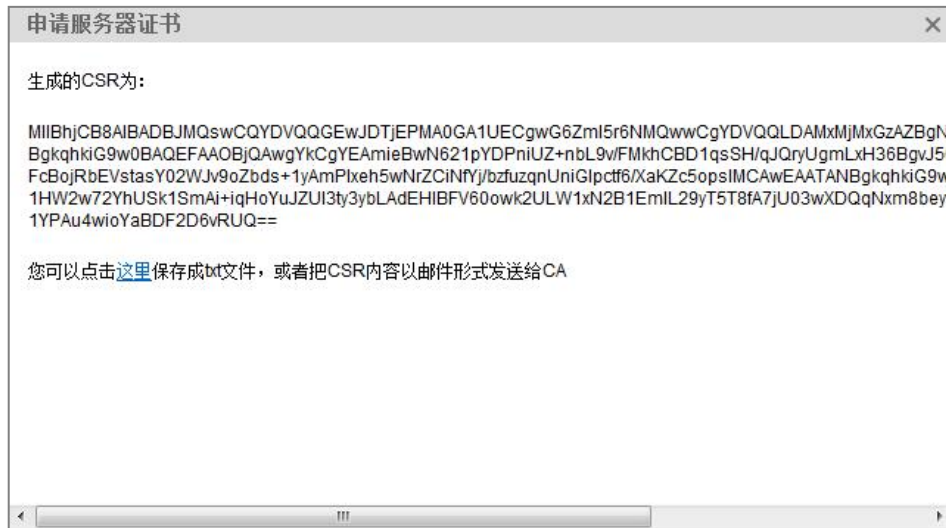 申请服务器证书
生成的CSR为：
MIIBhjCB8AIBADBJMQswCQYDVQQGEwJDTjEPMA0GA1UECgwG6ZmI5r6NMQwwCgYDVQQLDAMxMjMxGzAZBgN
BgkqhkiG9w0BAQEFAAOBjQAwgYkCgYEAmieBwN621pYDPniUZ+nbL9v/FMkhCBD1qsSH/qJQryUgmLxH36BgvJ5
FcBojRbEVstasY02WJv9oZbds+1yAmPIxeh5wNrZCiNfYj/bzfuzqnUniGIpctf6/XaKZc5opsIMCAwEAATANBgkqhkiG9w
1HW2w72YhUSk1SmAi+iqHoYuJZUI3ty3ybLAdEHIBFV60owk2ULW1xN2B1EmIL29yT5T8fA7jU03wXDQqNxm8bey
1YPAu4wioYaBDF2D6vRUQ==
您可以点击这里保存成txt文件，或者把CSR内容以邮件形式发送给CA